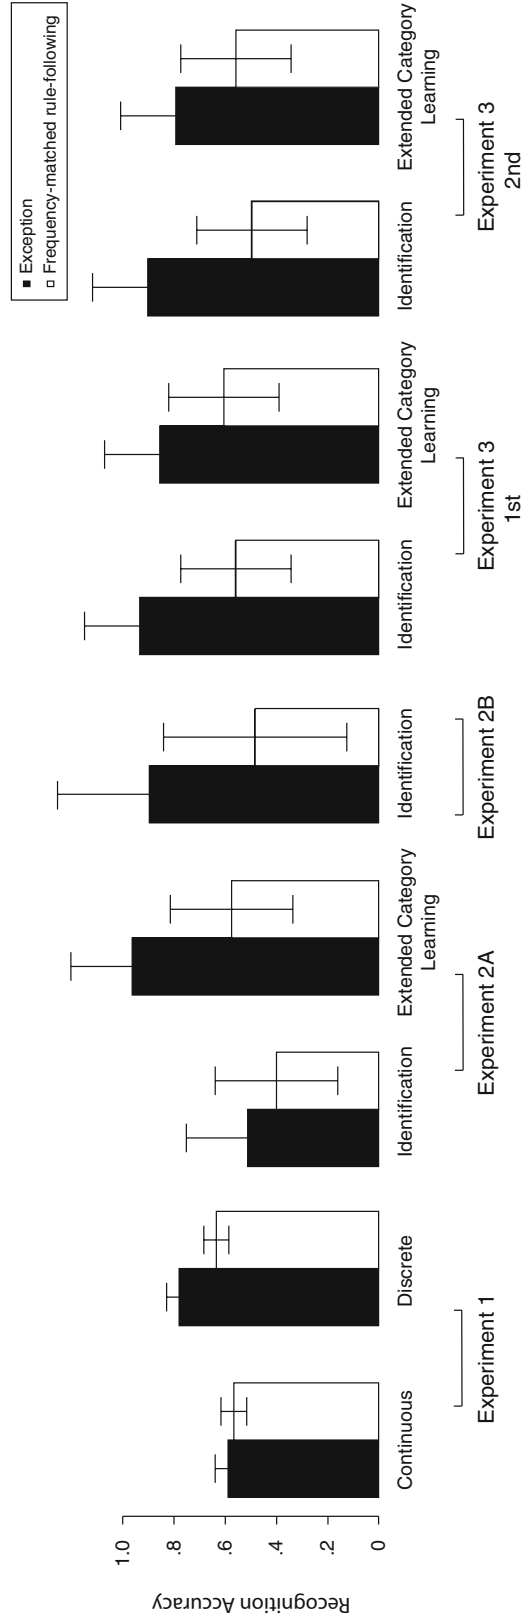 Exception
Frequency-matched rule-following
Recognition Accuracy
1.0
.8
.6
.4
.2
0
Continuous
Discrete
Identification
Extended Category
Learning
Identification
Identification
Extended Category
Learning
Identification
Extended Category
Learning
Experiment 1
Experiment 2A
Experiment 2B
Experiment 3
1st
Experiment 3
2nd